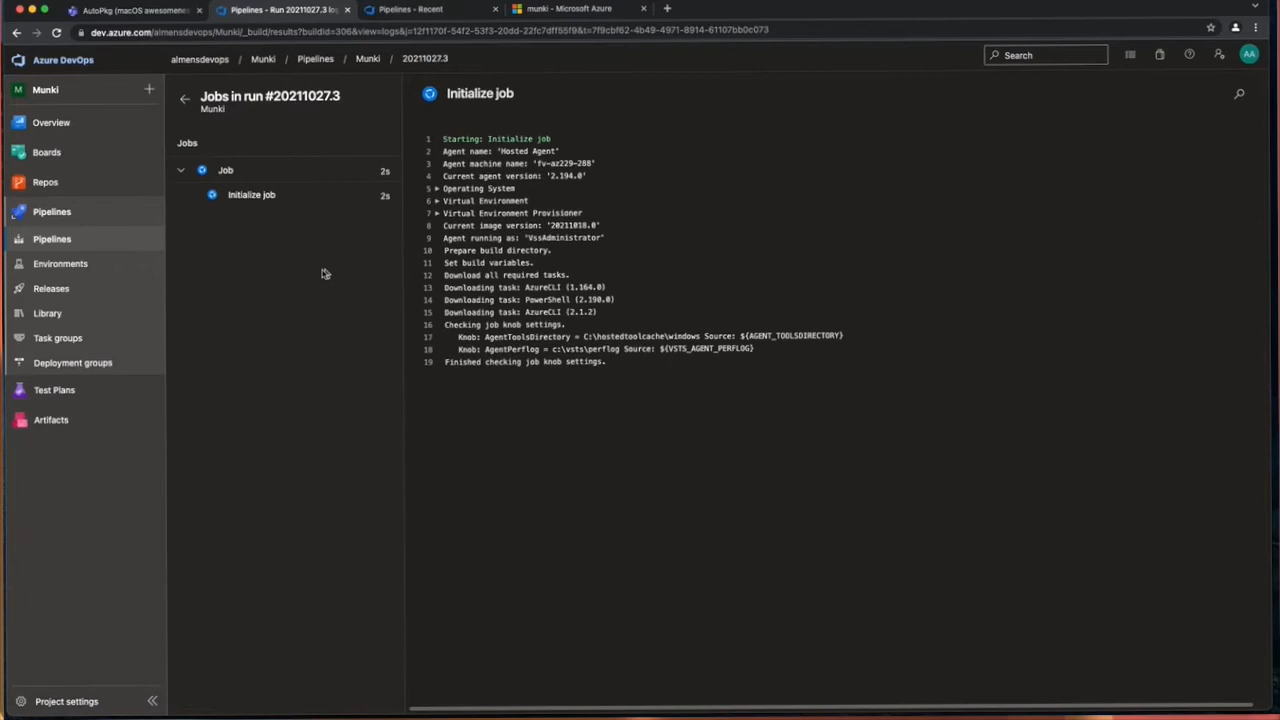 AutoPkg (macOS awesomenes
Pipelines - Run 20211027.3 log
Pipelines - Recent
munki - Microsoft Azure
dev.azure.com/almensdevops/Munki/_build/results?buildId=306&view=logs&j=12f1170f-54f2-53f3-20dd-22fc7dff55f9&t=7f9cbf62-4b49-4971-8914-61107bb0c073
Azure DevOps
almensdevops / Munki / Pipelines / Munki / 20211027.3
Search
AA
M Munki
Overview
Boards
Repos
Pipelines
Pipelines
Environments
Releases
Library
Task groups
Deployment groups
Test Plans
Artifacts
Project settings
Jobs in run #20211027.3
Munki
Jobs
Job 2s
Initialize job 2s
Initialize job
1 Starting: Initialize job
2 Agent name: 'Hosted Agent'
3 Agent machine name: 'fv-az229-288'
4 Current agent version: '2.194.0'
5 Operating System
6 Virtual Environment
7 Virtual Environment Provisioner
8 Current image version: '20211018.0'
9 Agent running as: 'VssAdministrator'
10 Prepare build directory.
11 Set build variables.
12 Download all required tasks.
13 Downloading task: AzureCLI (1.164.0)
14 Downloading task: PowerShell (2.190.0)
15 Downloading task: AzureCLI (2.1.2)
16 Checking job knob settings.
17 Knob: AgentToolsDirectory = C:\hostedtoolcache\windows Source: ${AGENT_TOOLSDIRECTORY}
18 Knob: AgentPerflog = c:\vsts\perflog Source: ${VSTS_AGENT_PERFLOG}
19 Finished checking job knob settings.